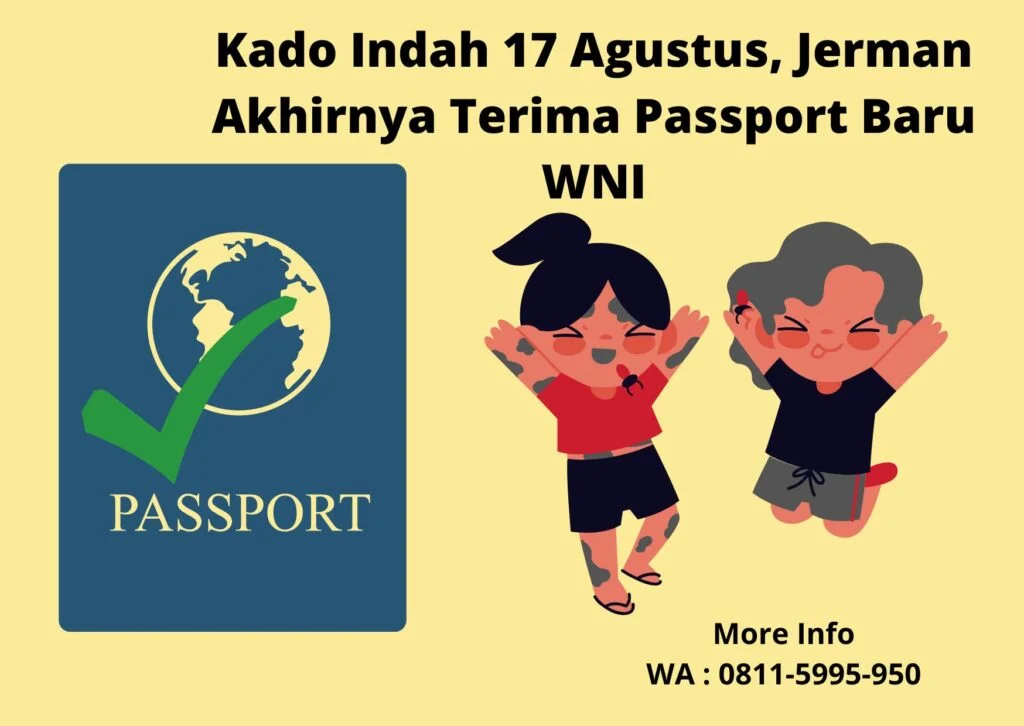 Kado Indah 17 Agustus, Jerman
Akhirnya Terima Passport Baru
WNI
PASSPORT
More Info
WA : 0811-5995-950